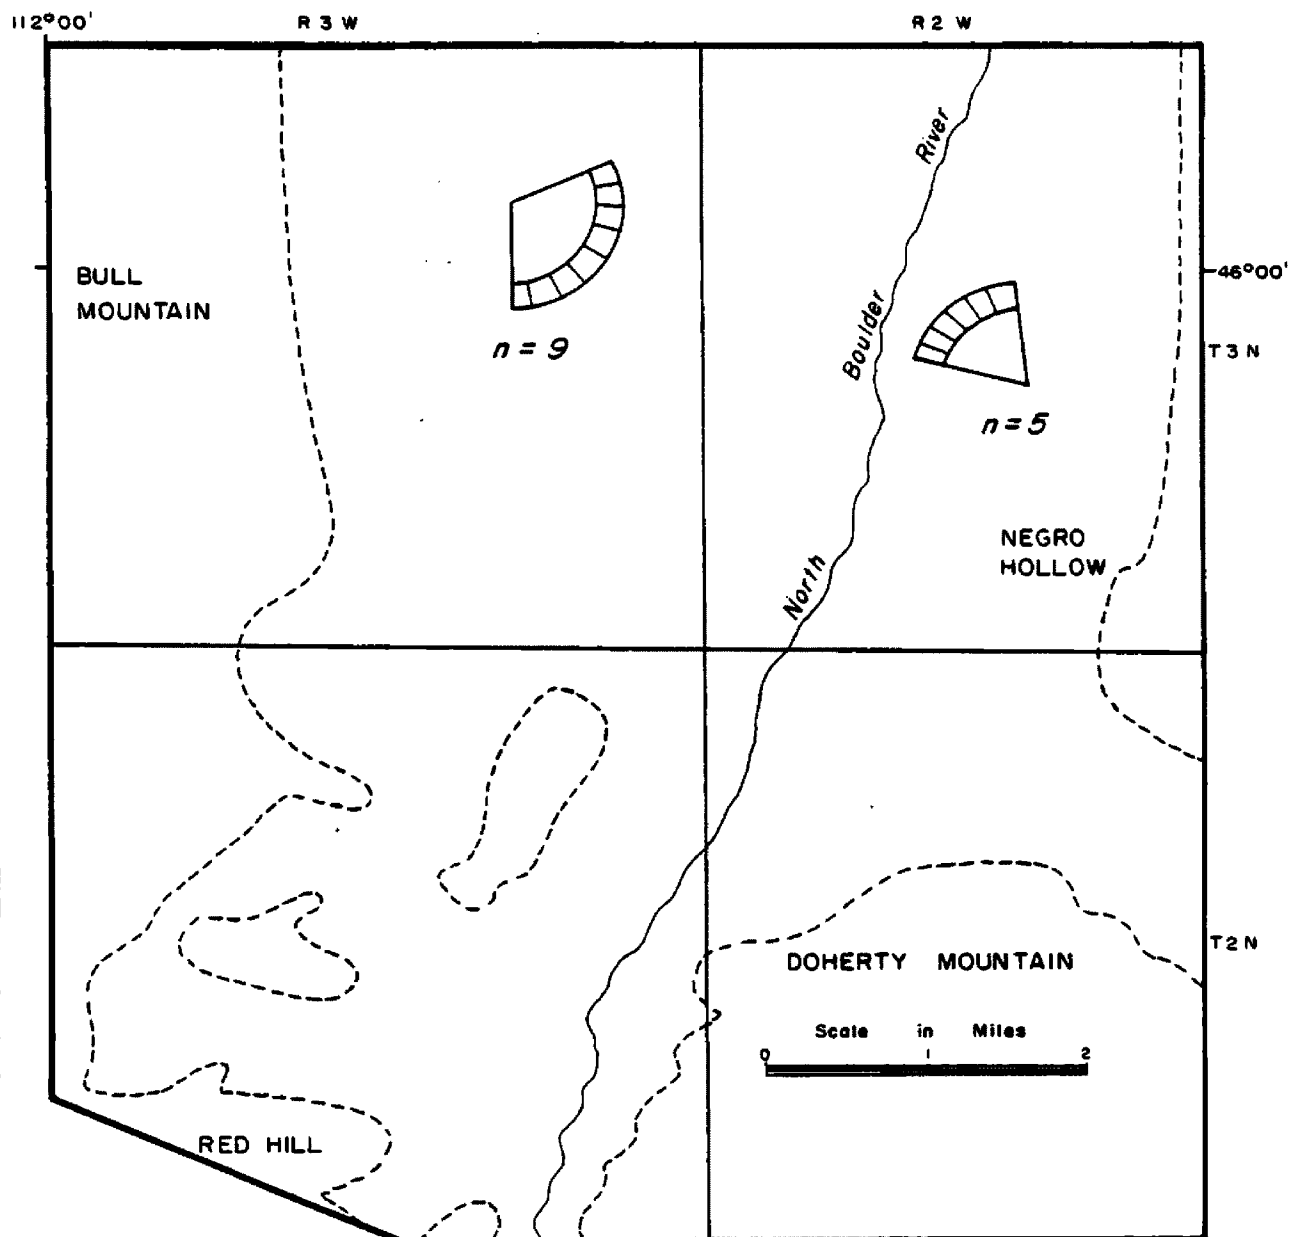 112°00'
R 3 W
R 2 W
River
BULL
MOUNTAIN
46°00'
Boulder
n = 9
T 3 N
n = 5
NEGRO
HOLLOW
North
T 2 N
DOHERTY MOUNTAIN
Scale in Miles
0 1 2
RED HILL